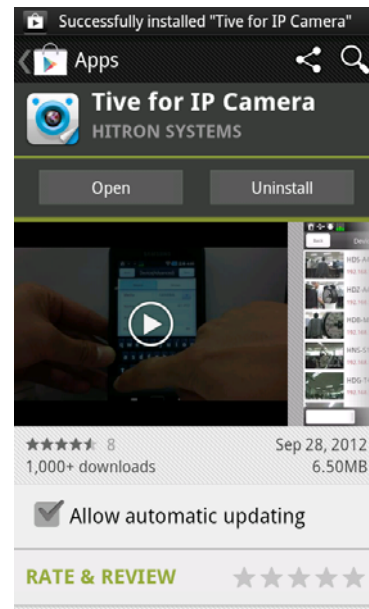 Successfully installed "Tive for IP Camera"
Apps
Tive for IP Camera
HITRON SYSTEMS
Open
Uninstall
Back
8
Sep 28, 2012
1,000+ downloads
6.50MB
Allow automatic updating
RATE & REVIEW